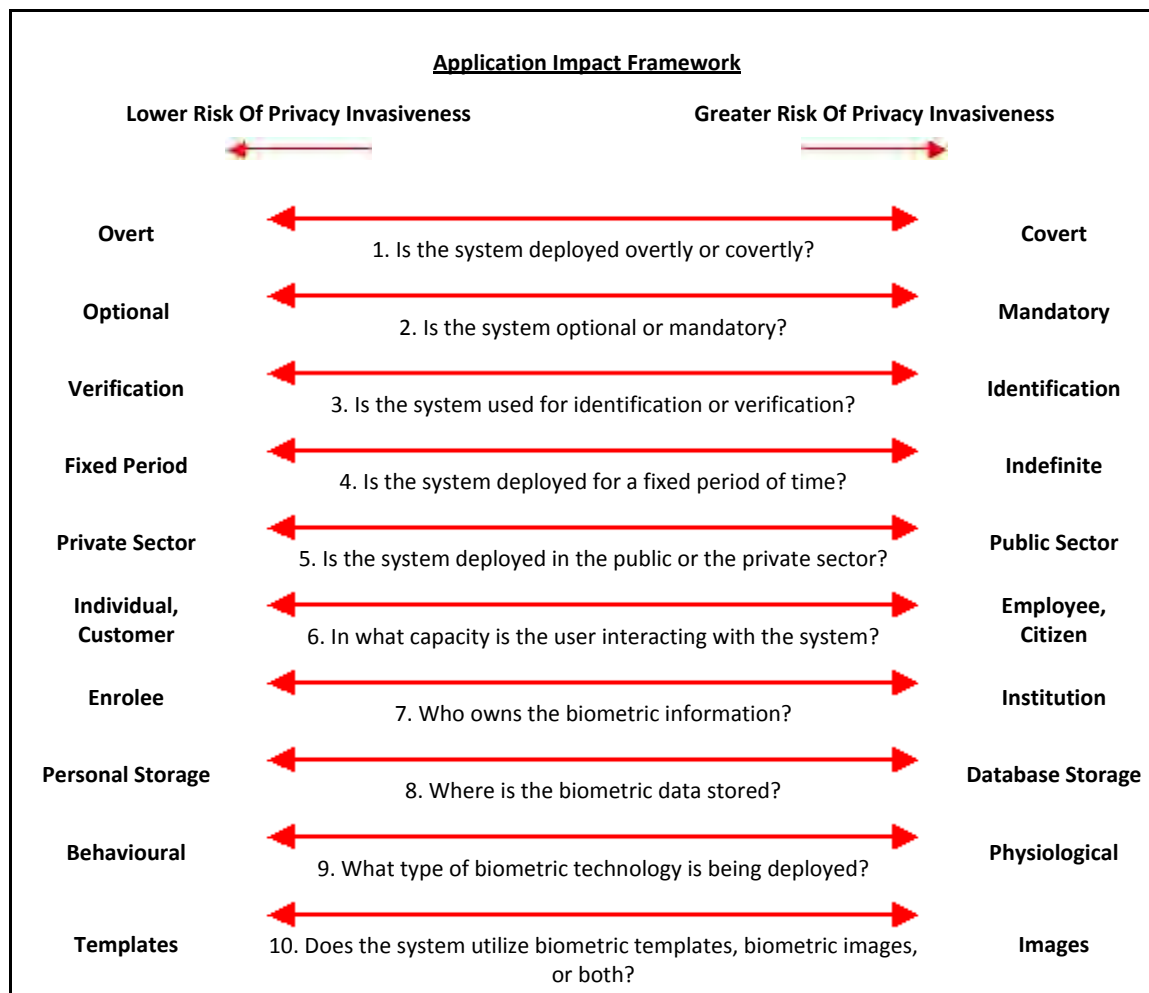 Application Impact Framework
Lower Risk Of Privacy Invasiveness
Greater Risk Of Privacy Invasiveness
Overt
1. Is the system deployed overtly or covertly?
Covert
Optional
2. Is the system optional or mandatory?
Mandatory
Verification
3. Is the system used for identification or verification?
Identification
Fixed Period
4. Is the system deployed for a fixed period of time?
Indefinite
Private Sector
5. Is the system deployed in the public or the private sector?
Public Sector
Individual,
Customer
6. In what capacity is the user interacting with the system?
Employee,
Citizen
Enrolee
7. Who owns the biometric information?
Institution
Personal Storage
8. Where is the biometric data stored?
Database Storage
Behavioural
9. What type of biometric technology is being deployed?
Physiological
Templates
10. Does the system utilize biometric templates, biometric images,
or both?
Images